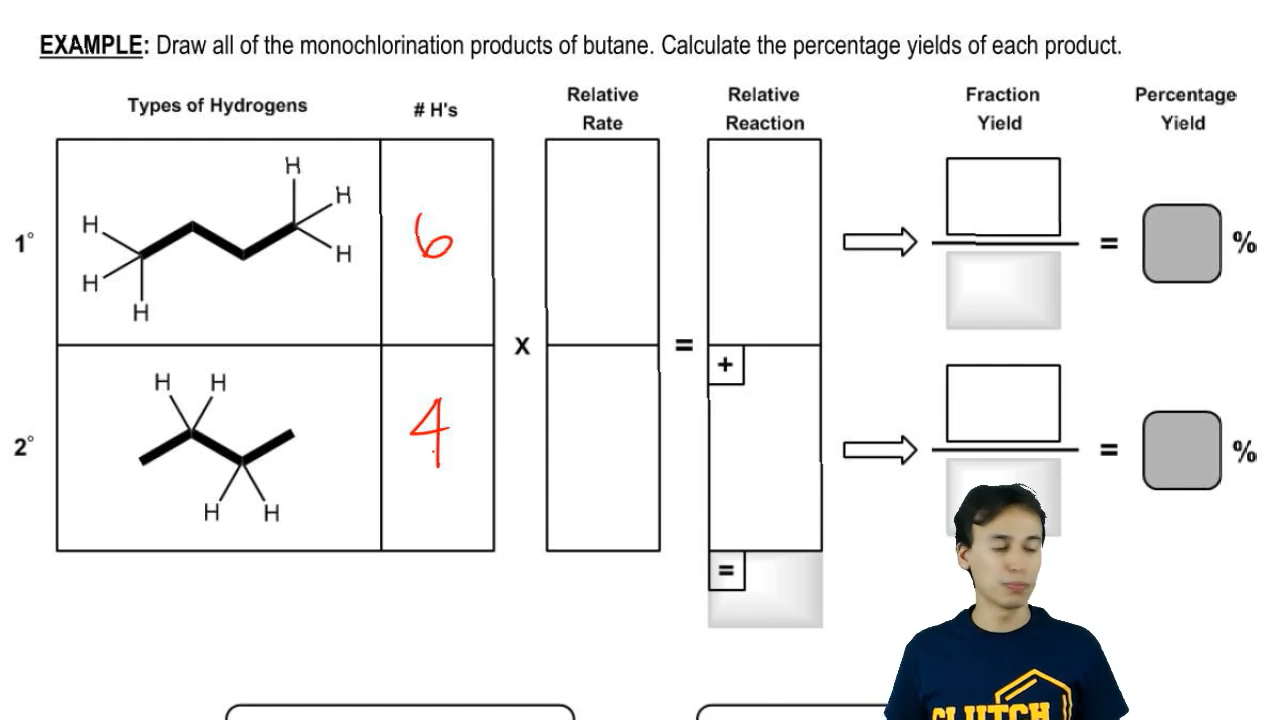 EXAMPLE: Draw all of the monochlorination products of butane. Calculate the percentage yields of each product.
Types of Hydrogens
# H's
Relative
Rate
Relative
Reaction
Fraction
Yield
Percentage
Yield
1°
H
H
H
H
H
H
6
= %
X
=
+
2°
H H
H H
4
= %
=
CLUTCH